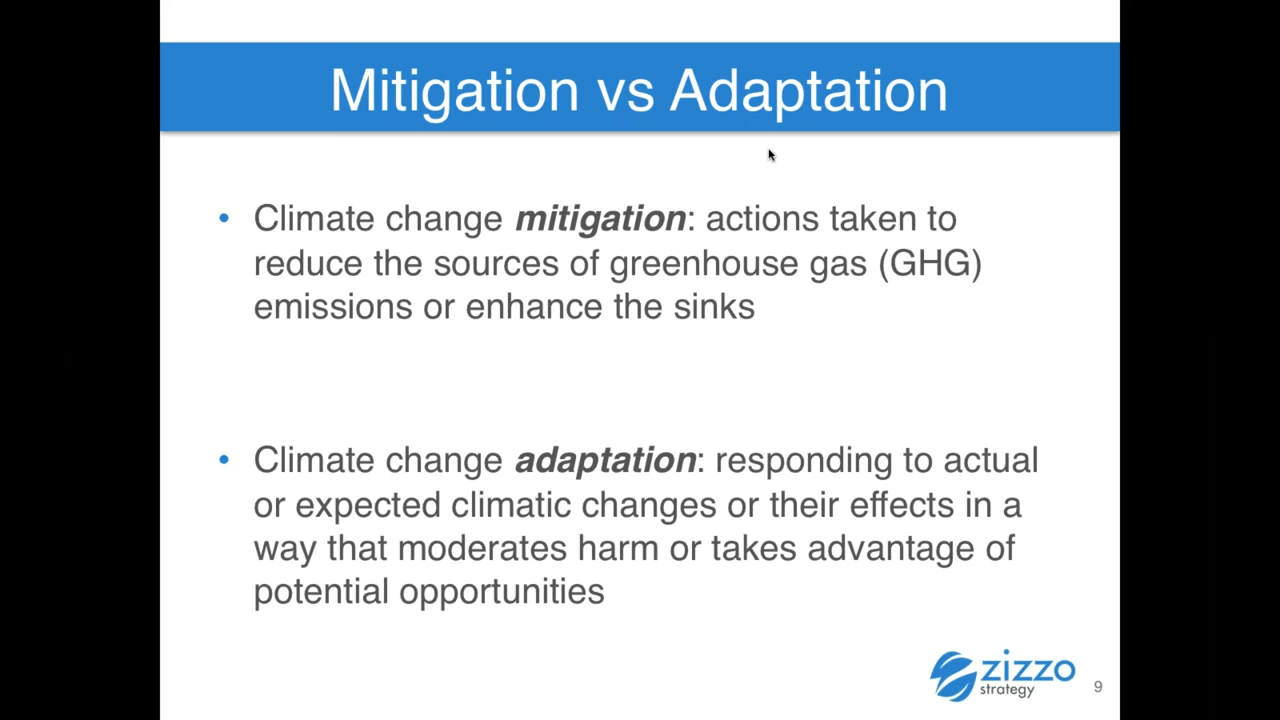 Mitigation vs Adaptation
• Climate change mitigation: actions taken to
reduce the sources of greenhouse gas (GHG)
emissions or enhance the sinks
• Climate change adaptation: responding to actual
or expected climatic changes or their effects in a
way that moderates harm or takes advantage of
potential opportunities
zizzo
strategy
9